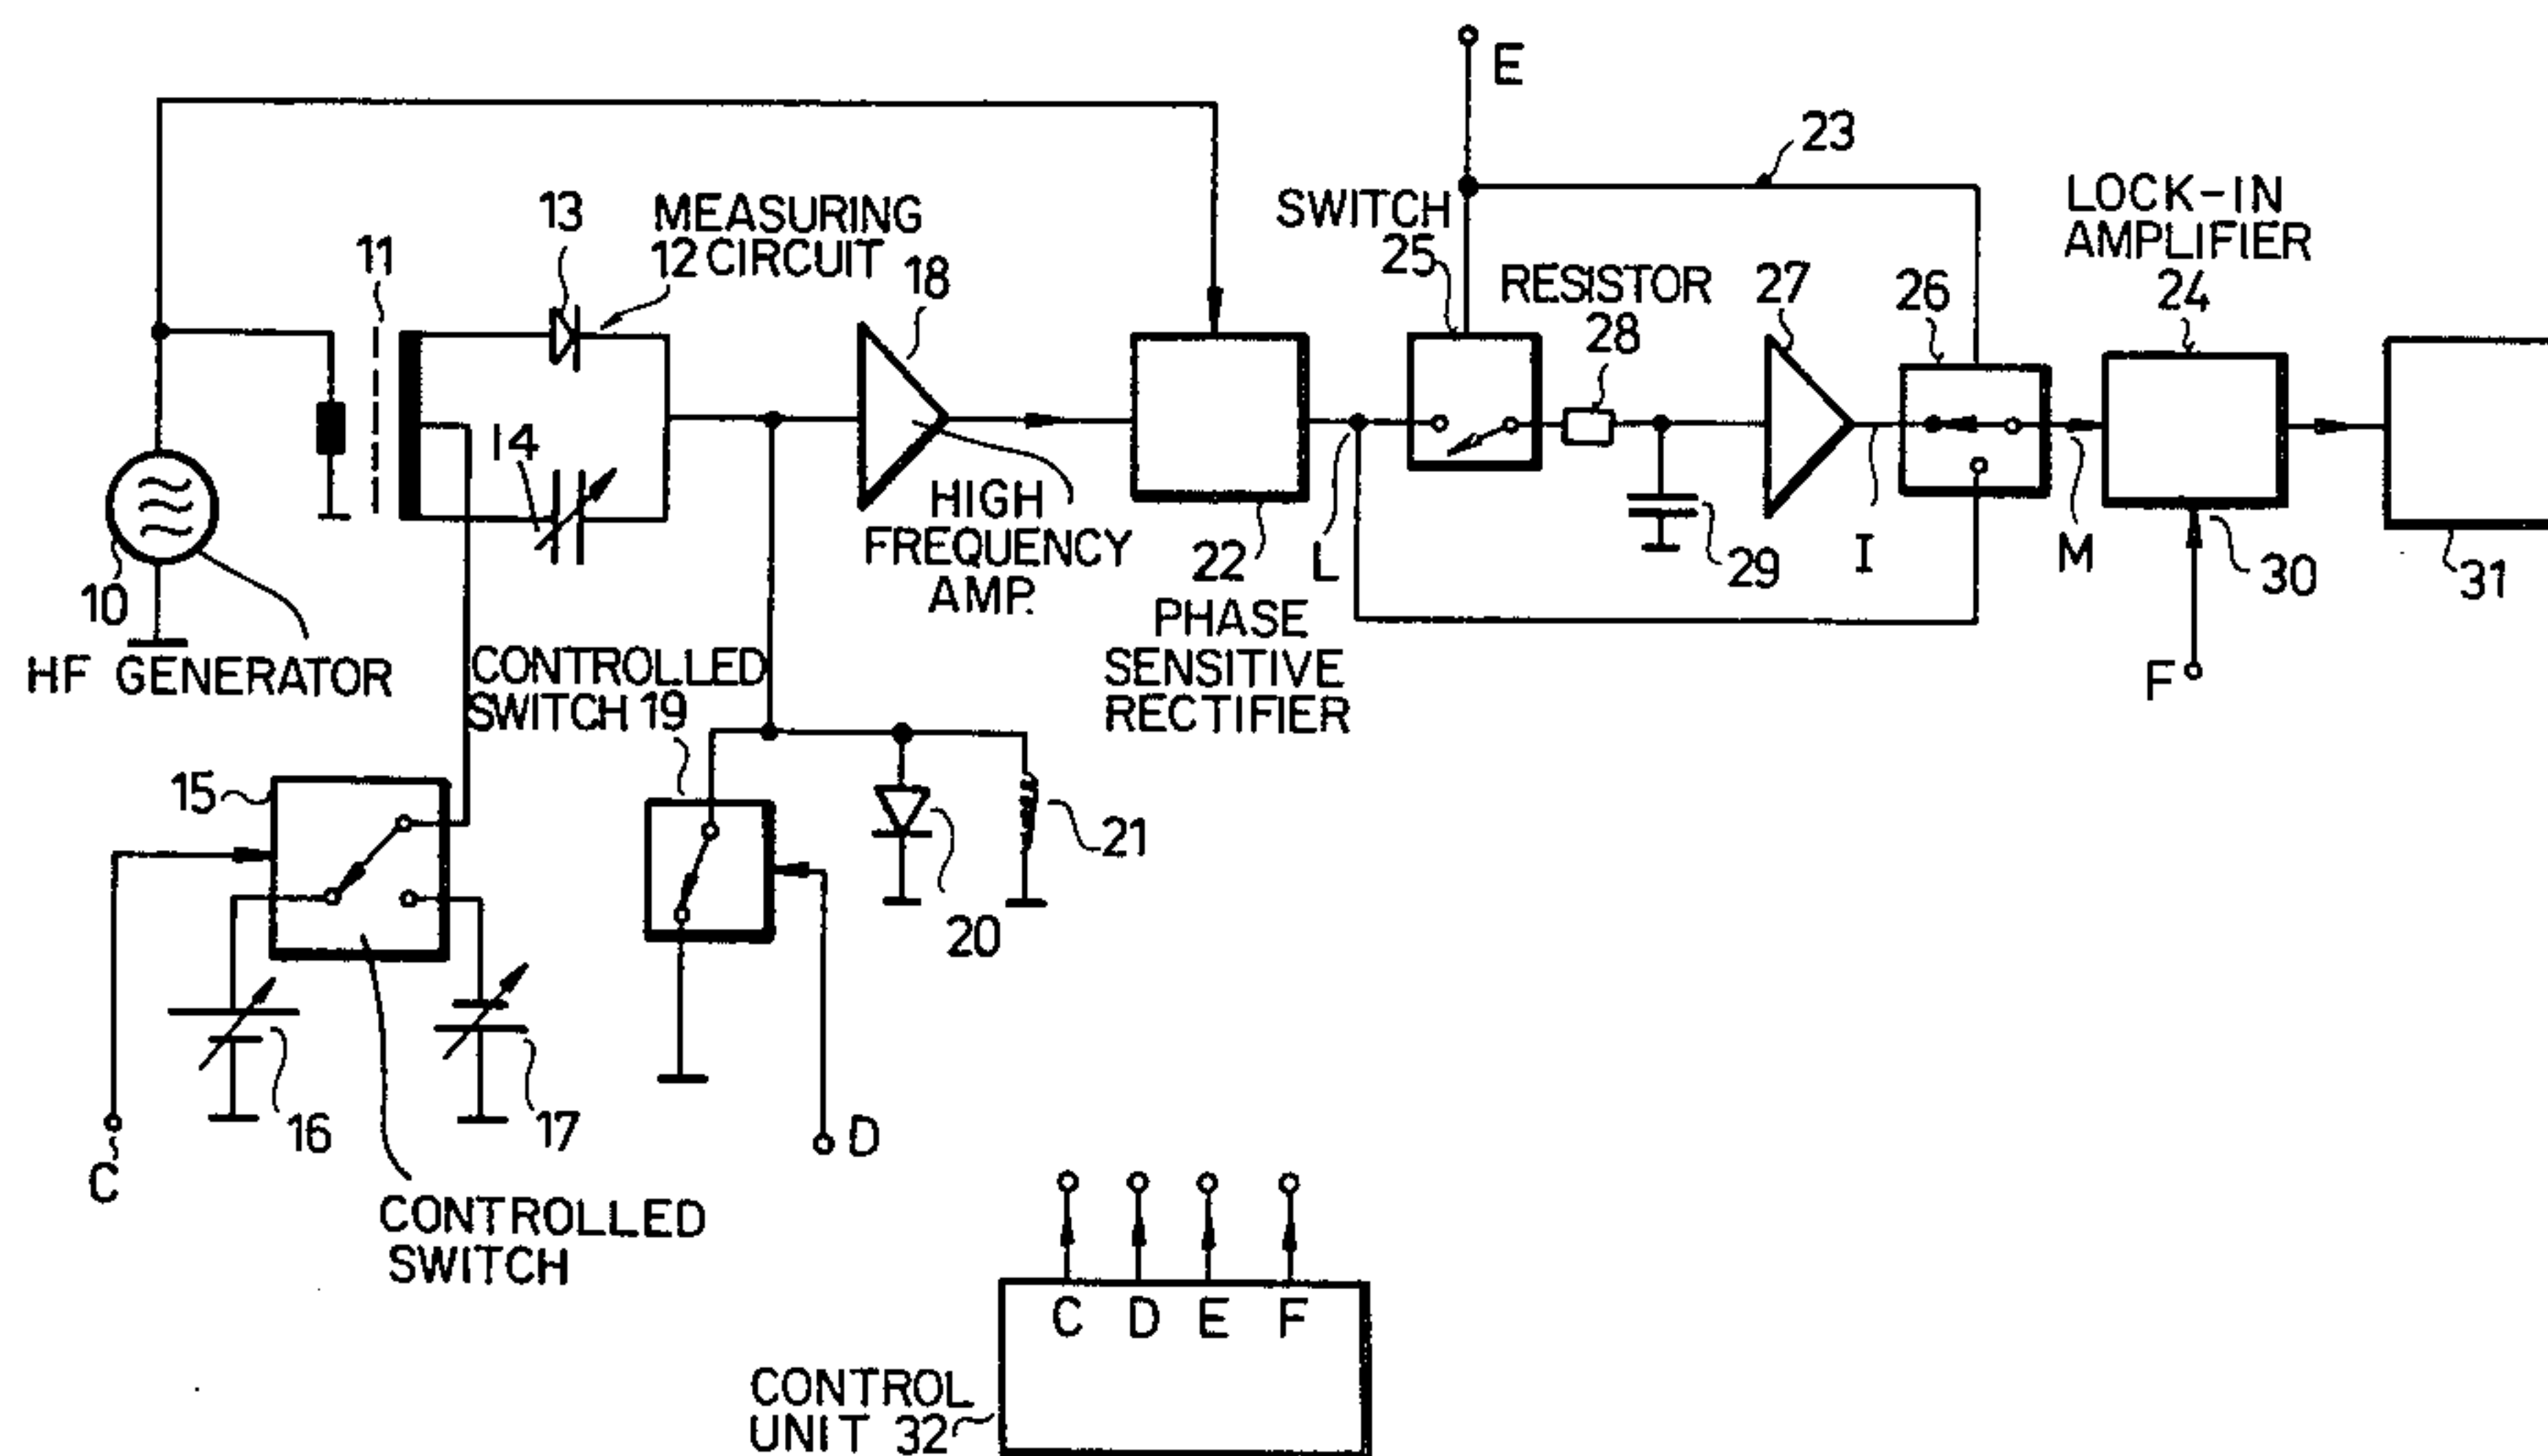 E
23
SWITCH
25
LOCK-IN
AMPLIFIER
24
13
MEASURING
12 CIRCUIT
11
18
RESISTOR
28
27
26
14
HIGH
FREQUENCY
AMP.
10
HF GENERATOR
22
PHASE
SENSITIVE
RECTIFIER
L
29
I
M
30
31
F
CONTROLLED
SWITCH 19
15
21
20
16
17
C
D
CONTROLLED
SWITCH
C D E F
CONTROL
UNIT 32